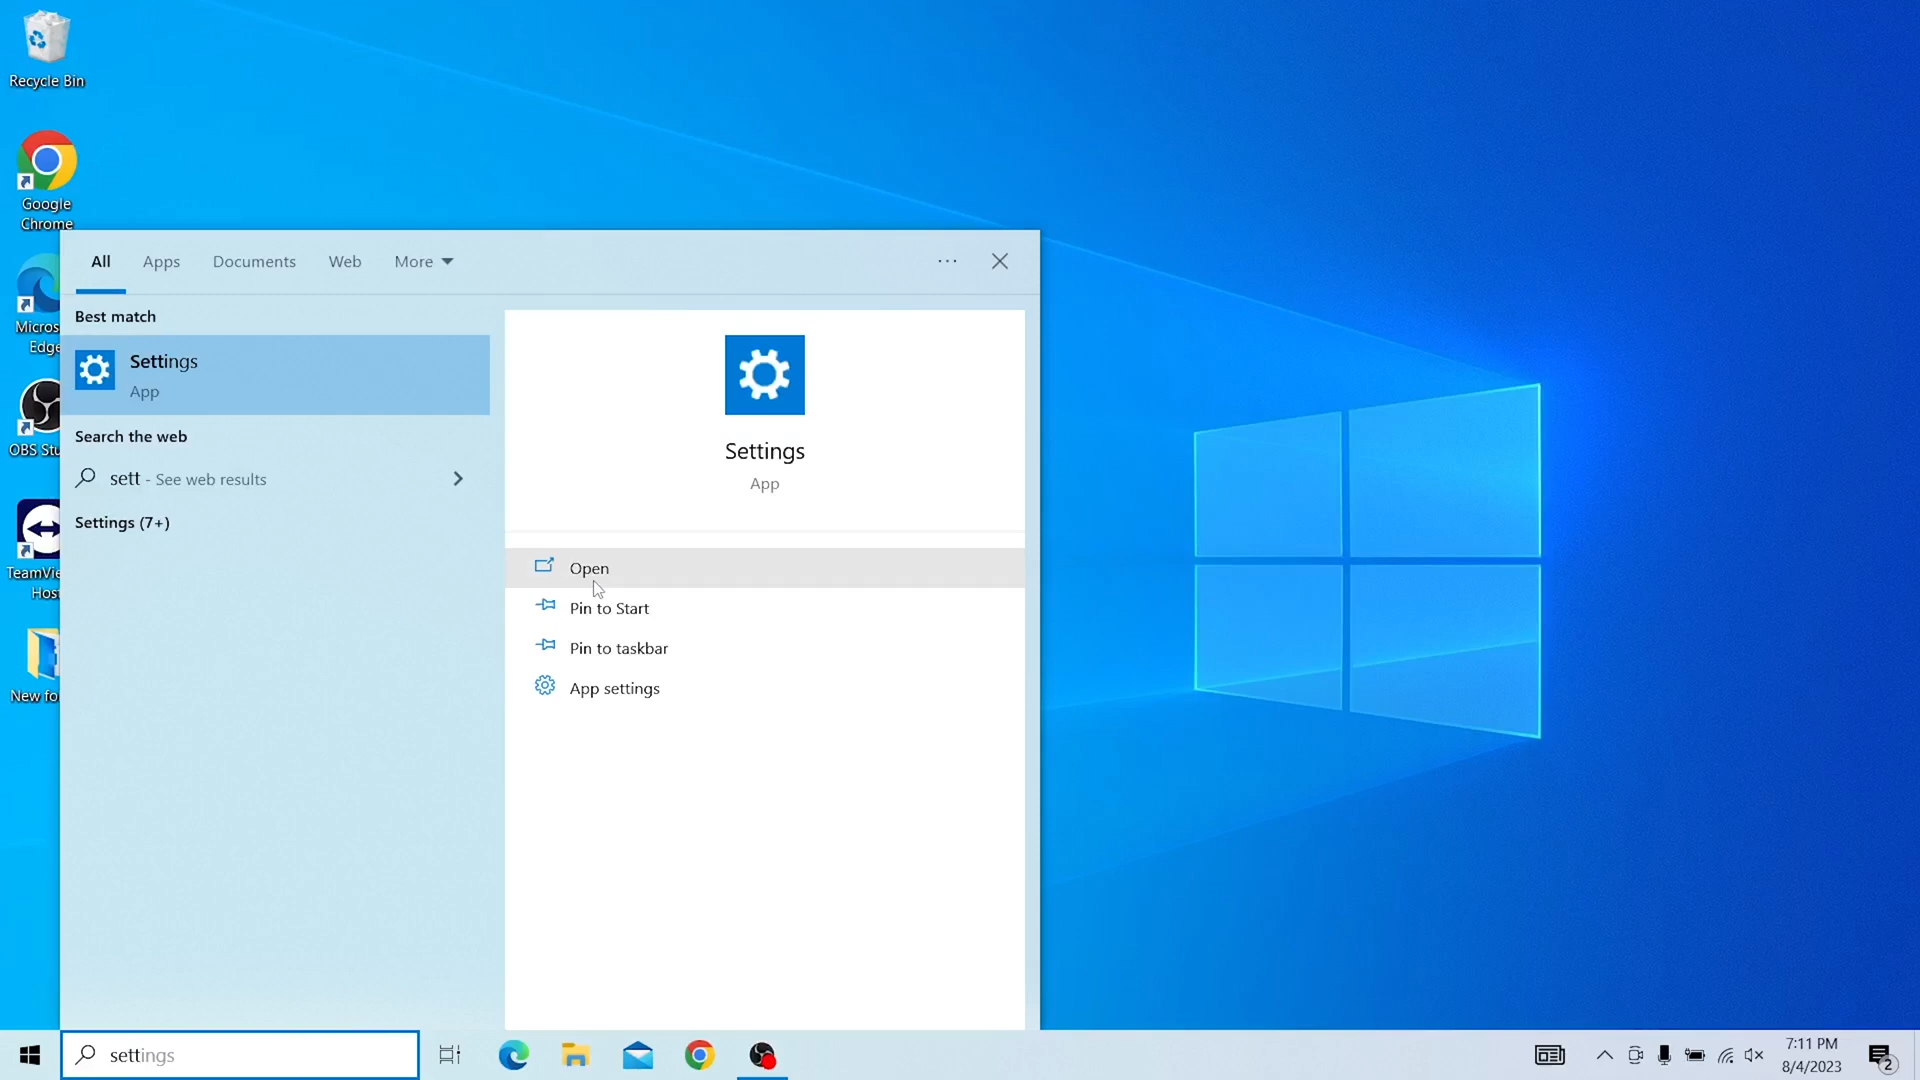 Recycle Bin
Google
Chrome
Micros
Edge
OBS Stu
TeamVie
Host
New fo
All Apps Documents Web More
Best match
Settings
App
Search the web
sett - See web results
Settings (7+)
Settings
App
Open
Pin to Start
Pin to taskbar
App settings
settings
7:11 PM
8/4/2023
2